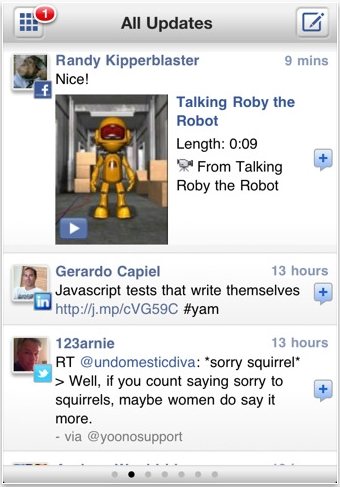 1
All Updates
Randy Kipperblaster
9 mins
Nice!
Talking Roby the
Robot
Length: 0:09
From Talking
Roby the Robot
Gerardo Capiel
13 hours
Javascript tests that write themselves
http://j.mp/cVG59C #yam
123arnie
13 hours
RT @undomesticdiva: *sorry squirrel*
> Well, if you count saying sorry to
squirrels, maybe women do say it
more.
- via @yoonosupport